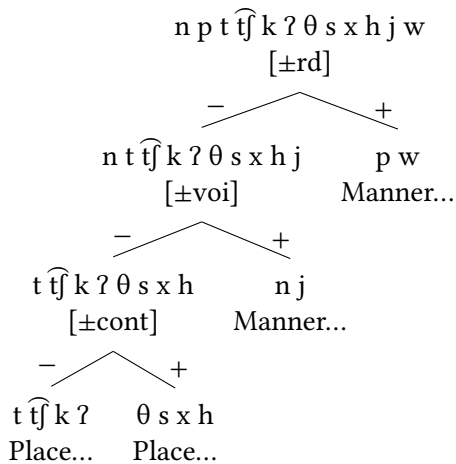 n p t t͡ʃ k ʔ θ s x h j w
[±rd]
− +
n t t͡ʃ k ʔ θ s x h j p w
[±voi] Manner…
− +
t t͡ʃ k ʔ θ s x h n j
[±cont] Manner…
− +
t t͡ʃ k ʔ θ s x h
Place… Place…